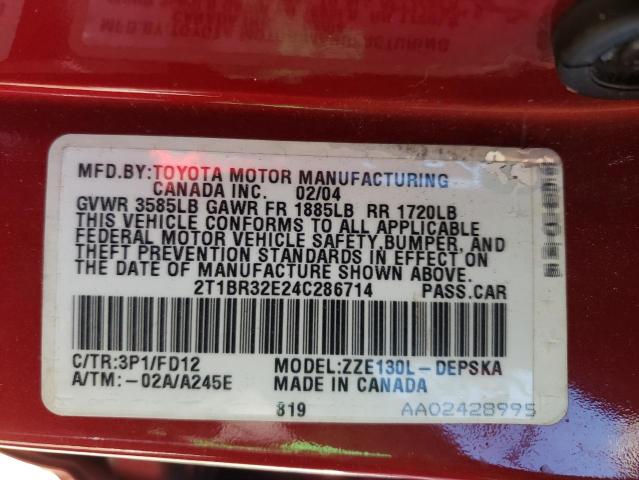 MFD.BY:TOYOTA MOTOR MANUFACTURING
CANADA INC. 02/04
GVWR 3585LB GAWR FR 1885LB RR 1720LB
THIS VEHICLE CONFORMS TO ALL APPLICABLE
FEDERAL MOTOR VEHICLE SAFETY,BUMPER, AND
THEFT PREVENTION STANDARDS IN EFFECT ON
THE DATE OF MANUFACTURE SHOWN ABOVE.
2T1BR32E24C286714 PASS.CAR
C/TR:3P1/FD12 MODEL:ZZE130L-DEPSKA
A/TM:-02A/A245E MADE IN CANADA
819 AA02428995